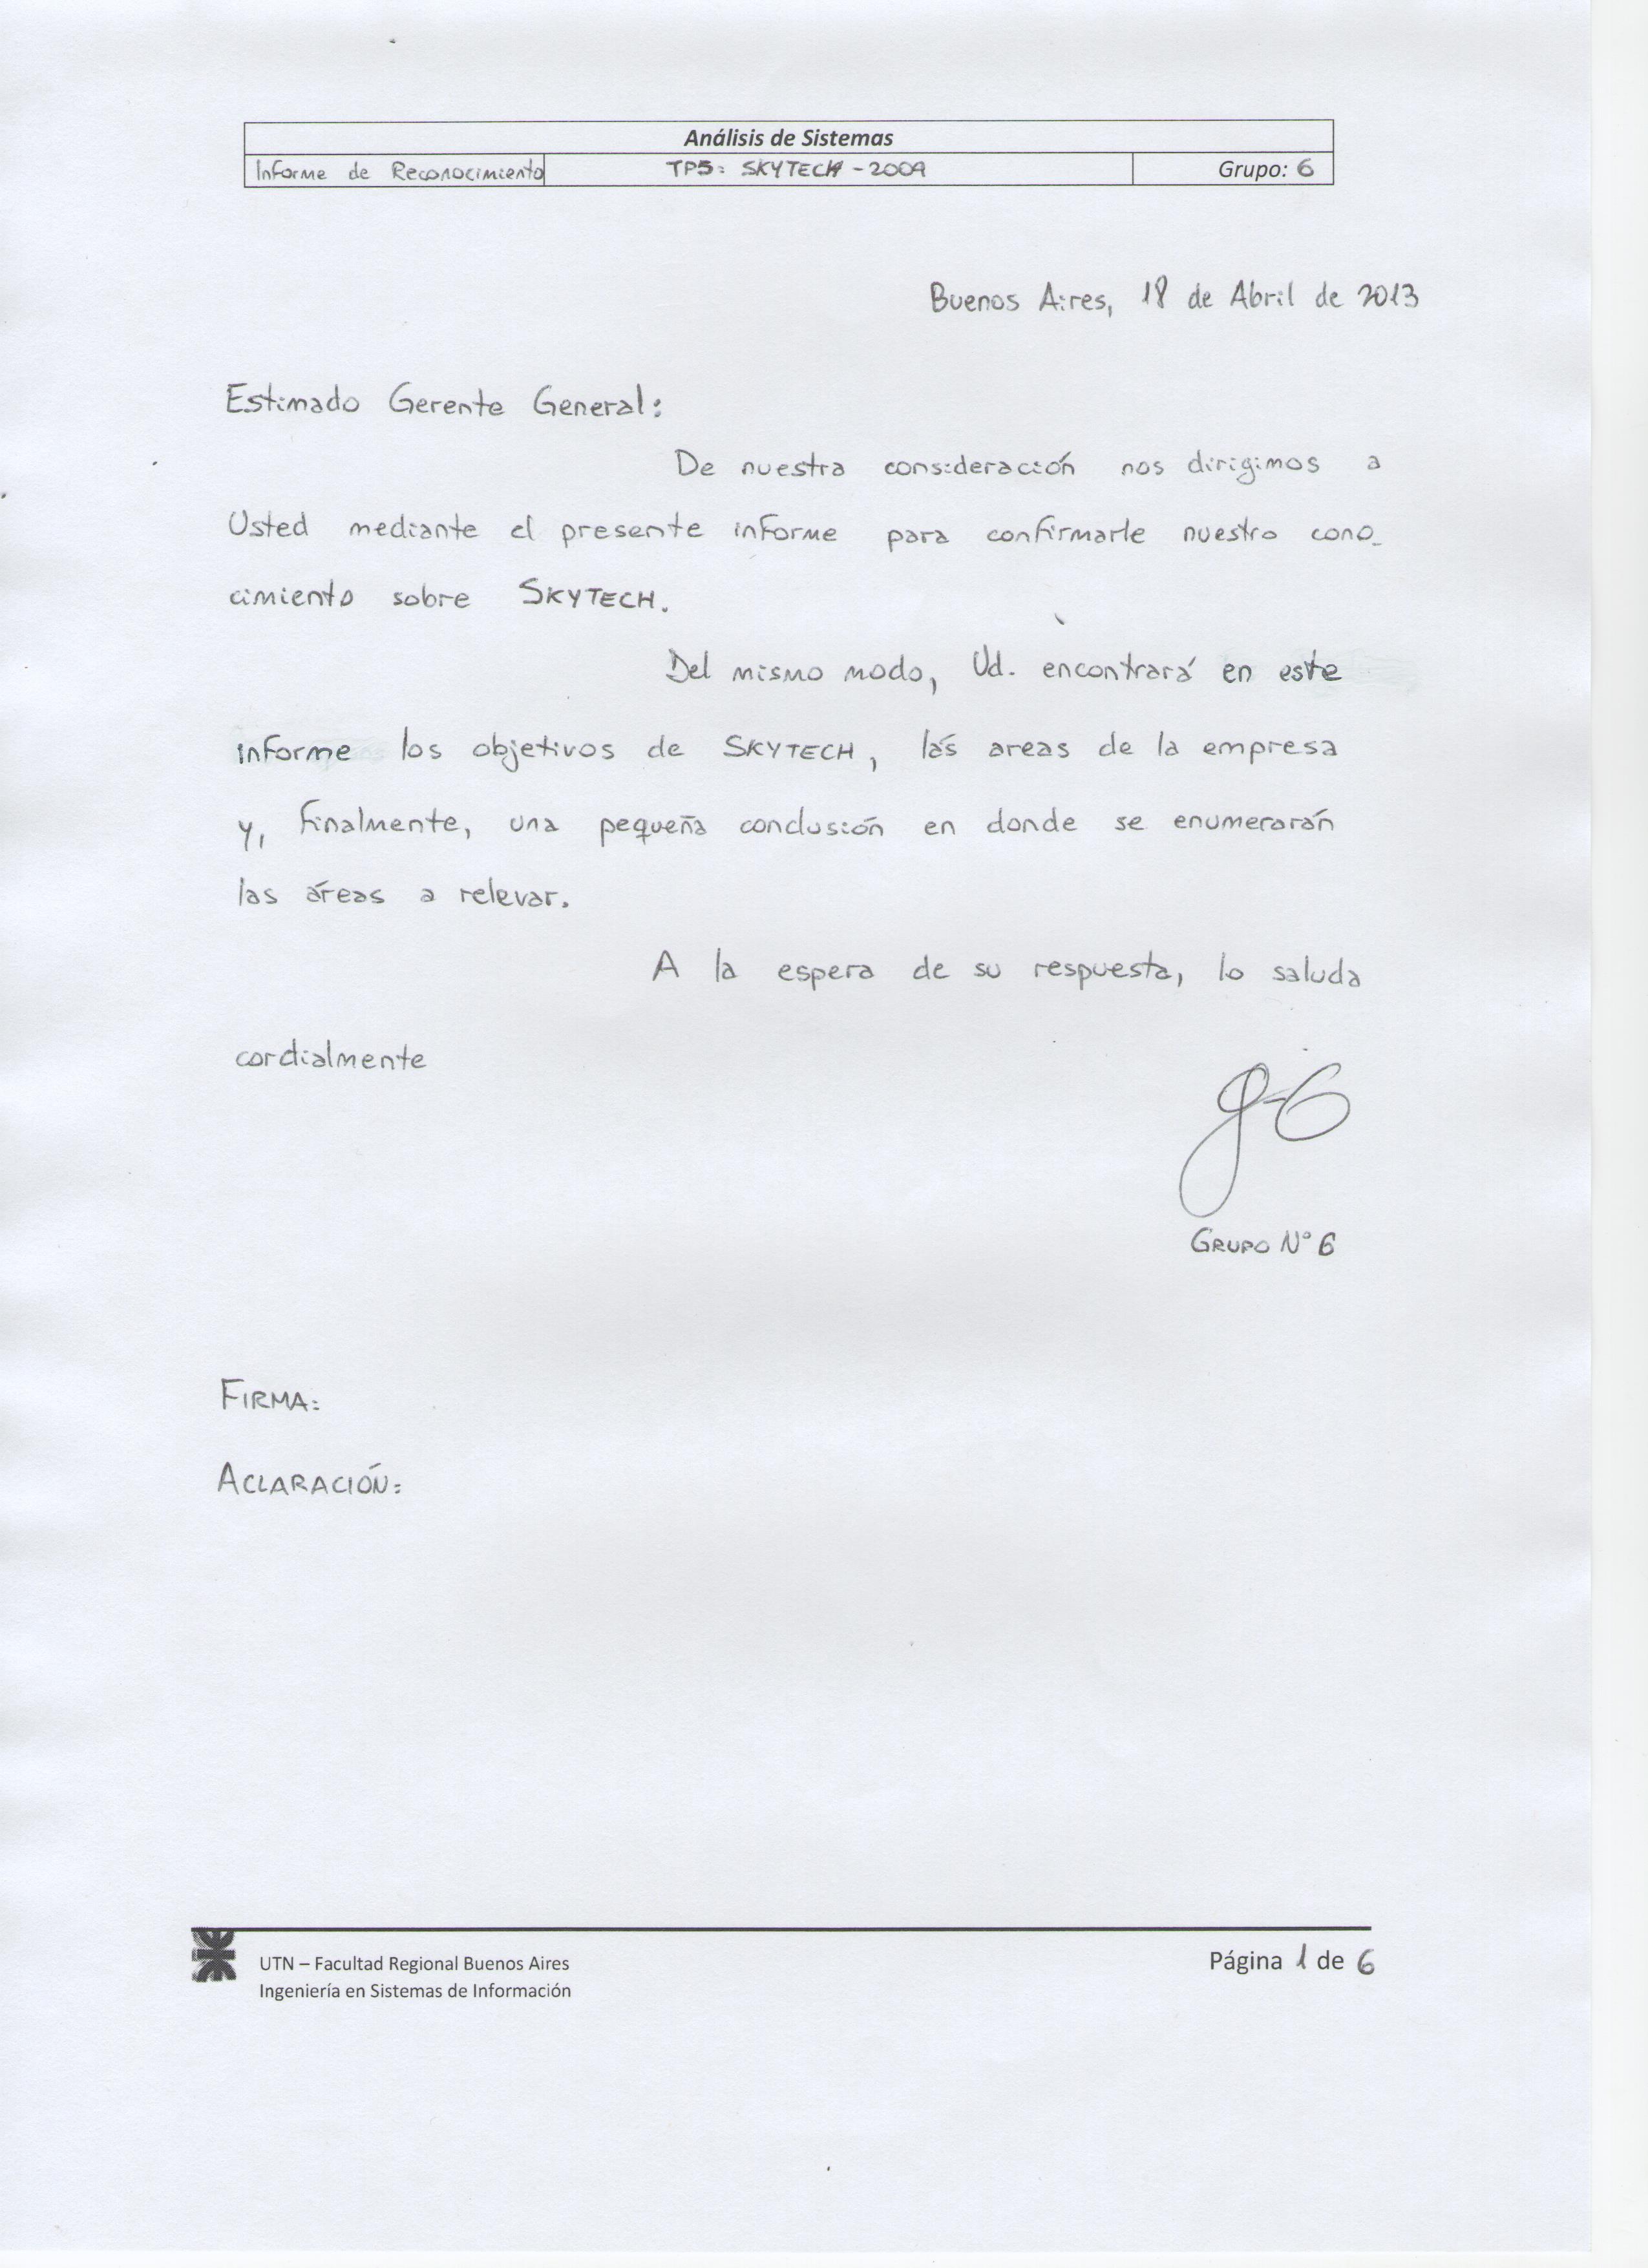 Análisis de Sistemas
Informe de Reconocimiento TP5: SKYTECH - 2009 Grupo: 6
Buenos Aires, 18 de Abril de 2013
Estimado Gerente General:
De nuestra consideración nos dirigimos a
Usted mediante el presente informe para confirmarle nuestro cono_
cimiento sobre SKYTECH.
Del mismo modo, Ud. encontrará en este
informe los objetivos de SKYTECH, lás areas de la empresa
y, finalmente, una pequeña conclusión en donde se enumerarán
las áreas a relevar.
A la espera de su respuesta, lo saluda
cordialmente
g-6
GRUPO N° 6
FIRMA:
ACLARACIÓN:
UTN – Facultad Regional Buenos Aires Página 1 de 6
Ingeniería en Sistemas de Información